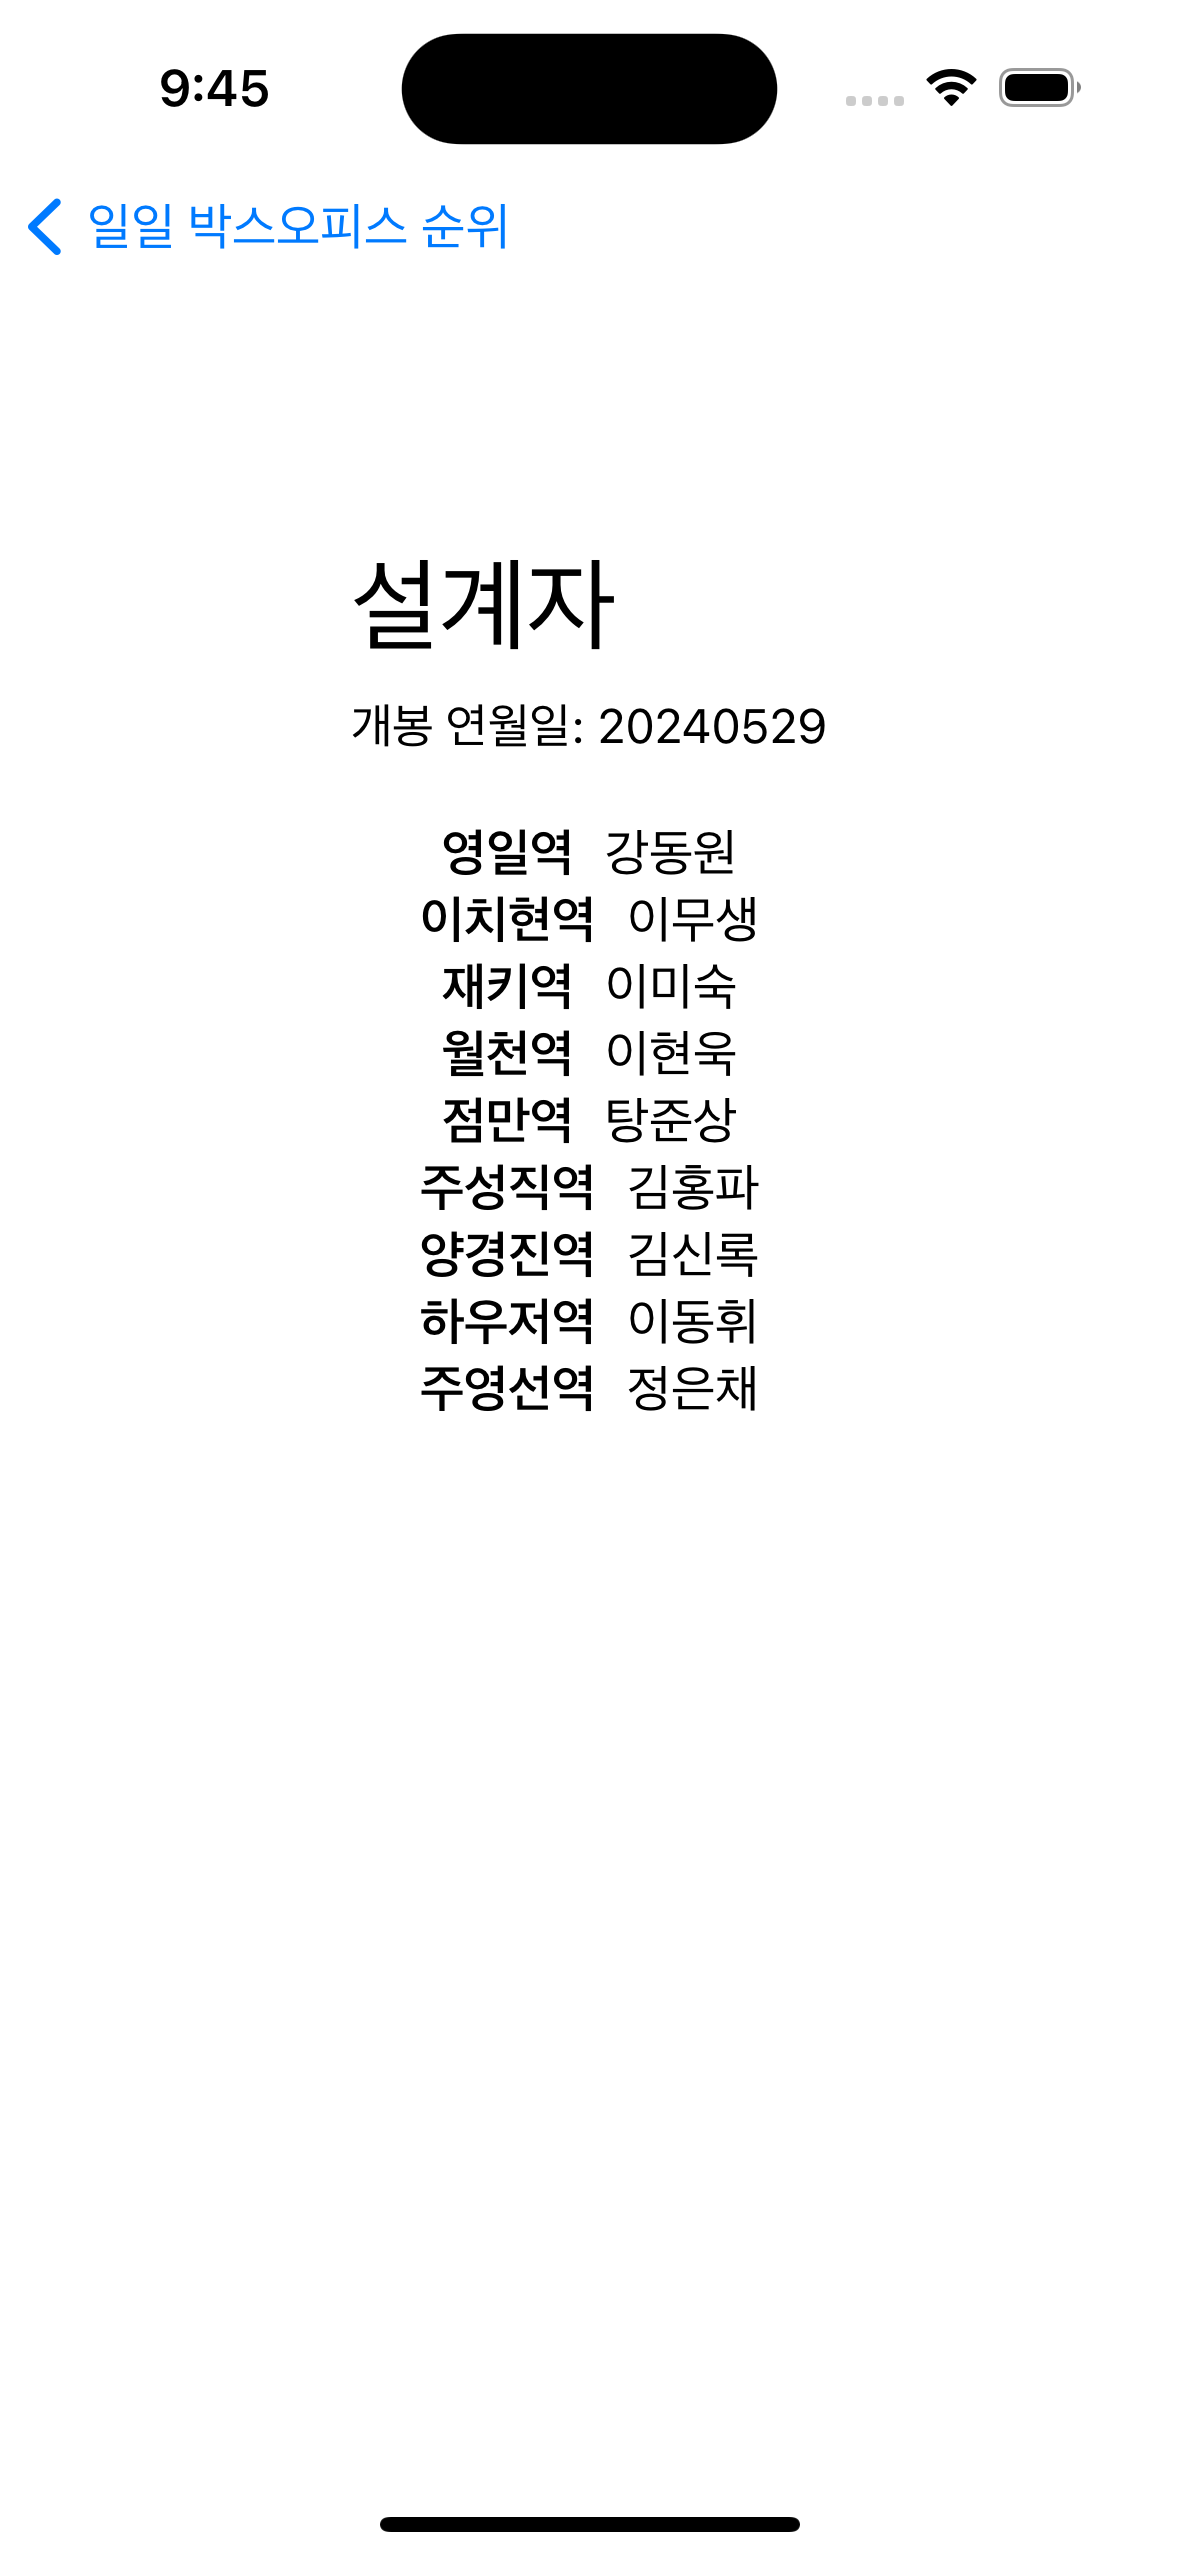 9:45
일일 박스오피스 순위
설계자
개봉 연월일: 20240529
영일역 강동원
이치현역 이무생
재키역 이미숙
월천역 이현욱
점만역 탕준상
주성직역 김홍파
양경진역 김신록
하우저역 이동휘
주영선역 정은채